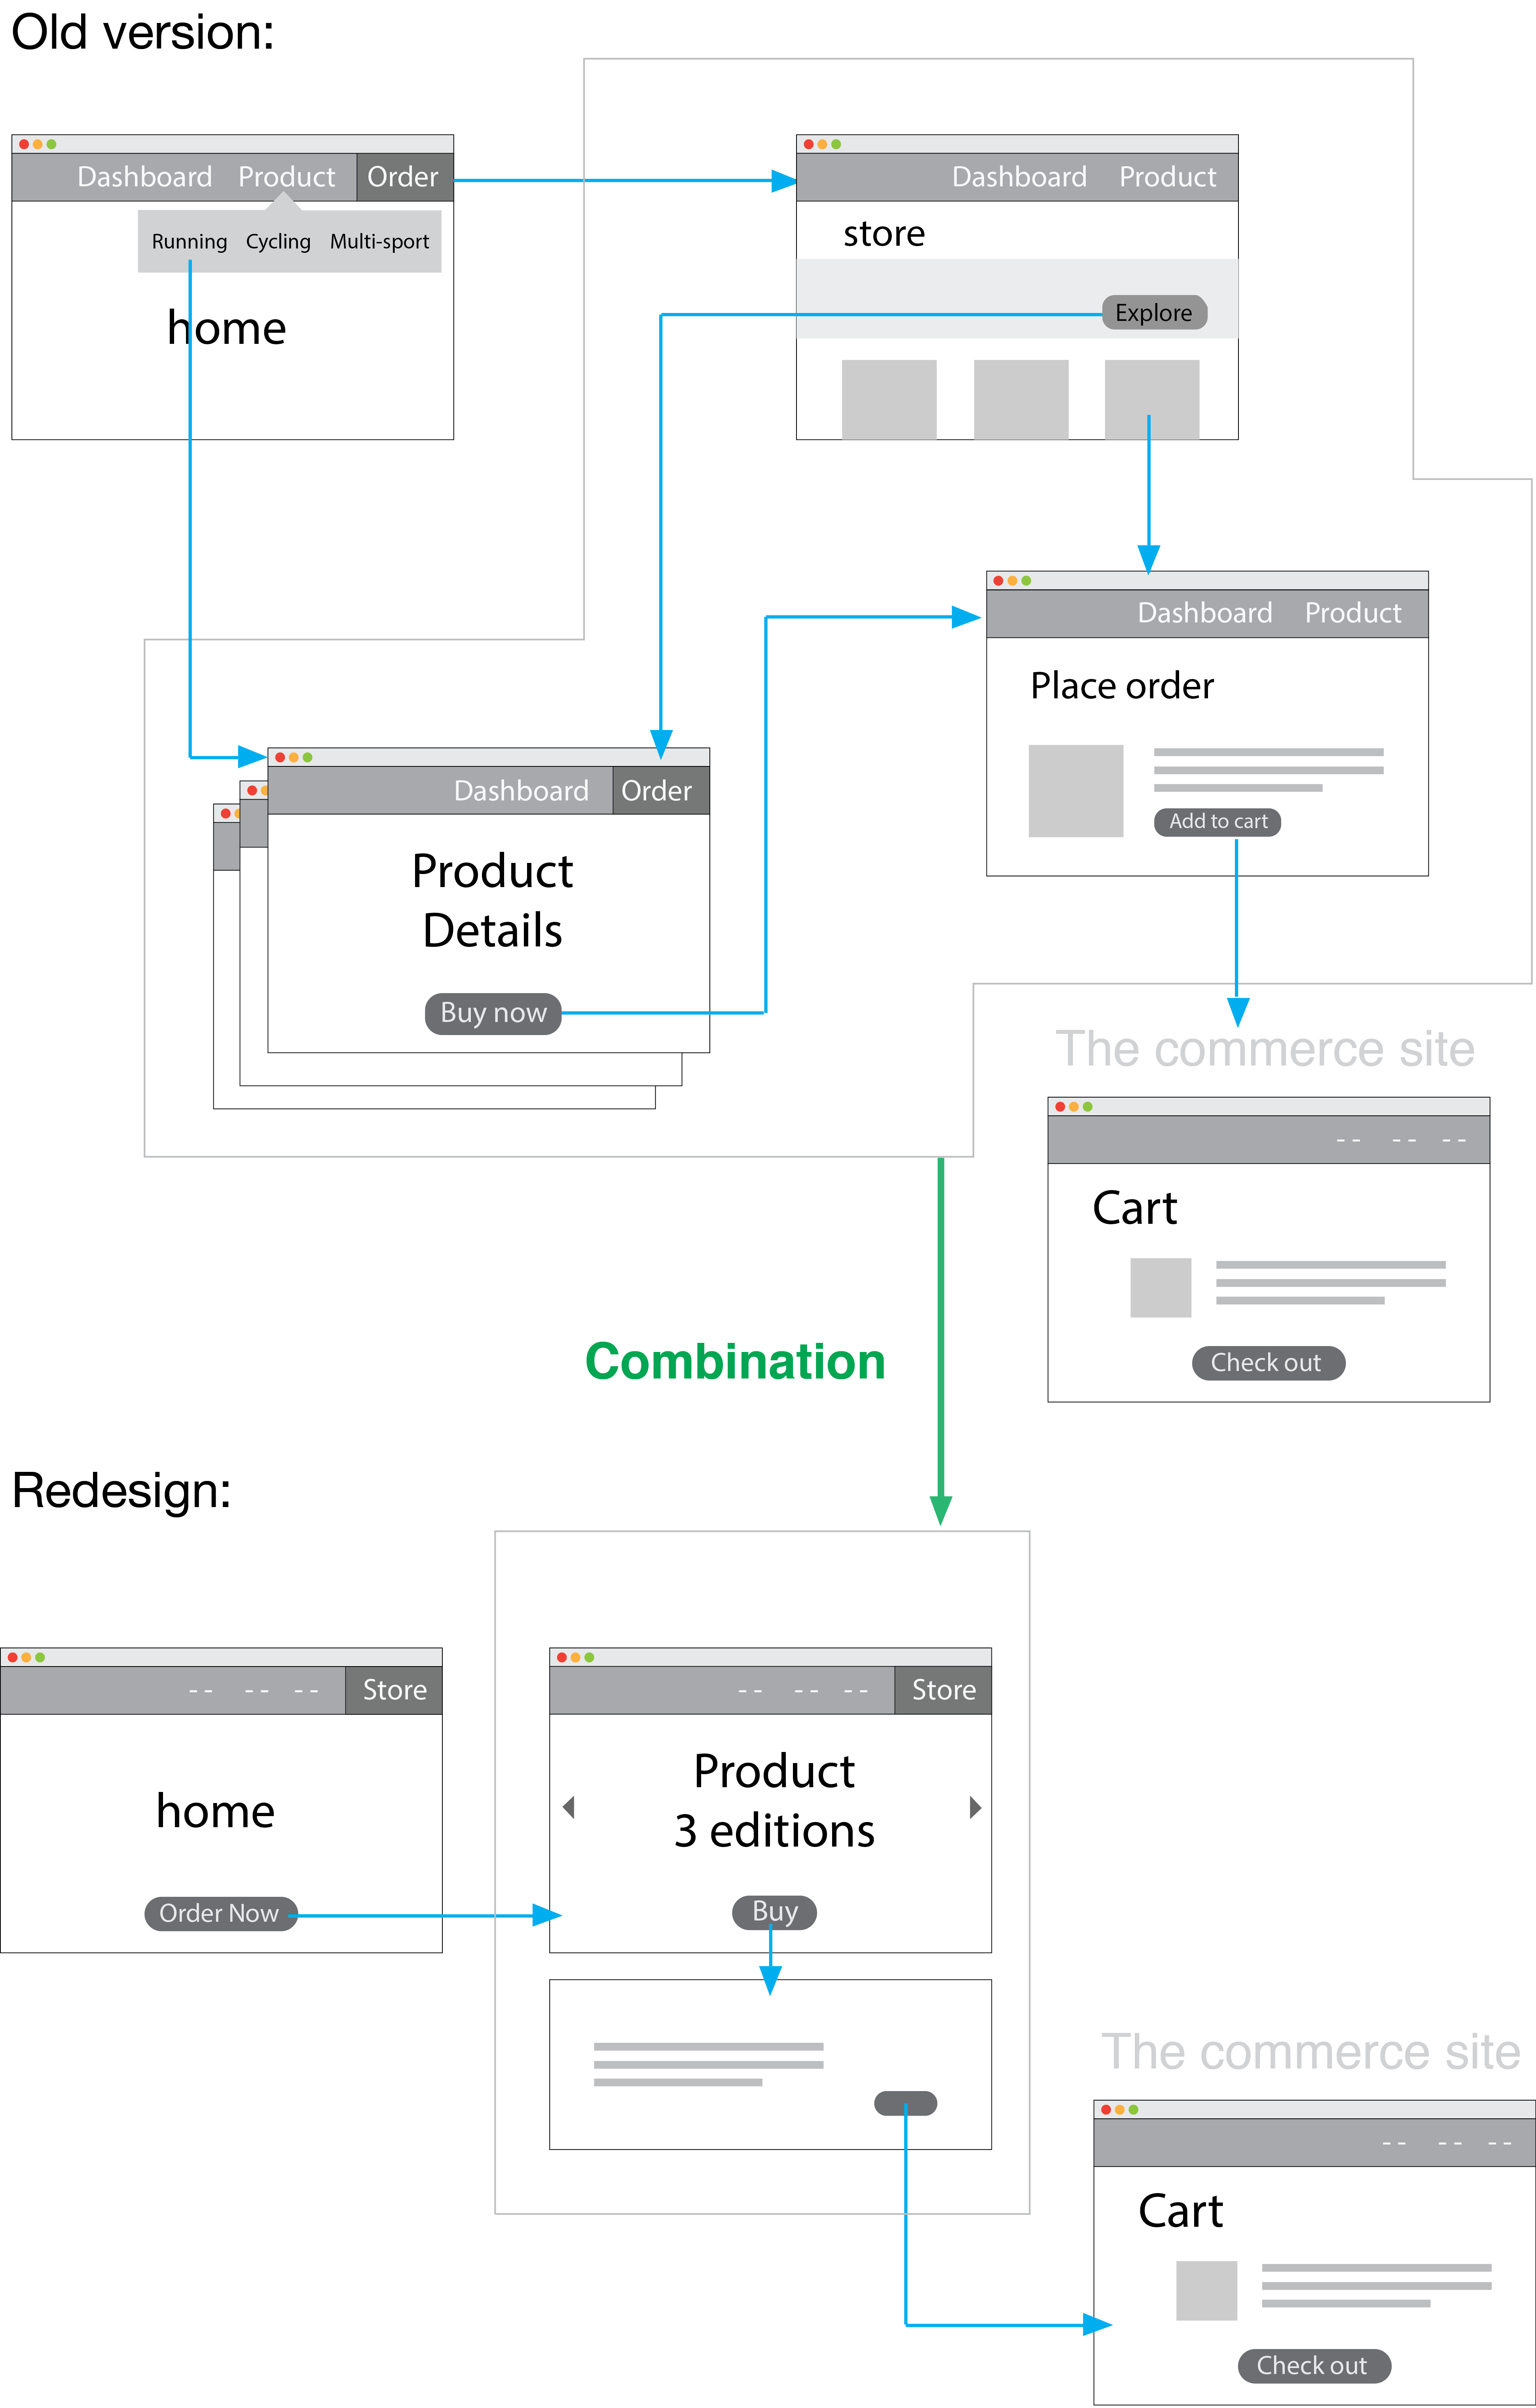 Old version:
Dashboard Product Order
Running Cycling Multi-sport
home
Dashboard Product
store
Explore
Dashboard Product
Place order
Add to cart
Dashboard Order
Product
Details
Buy now
The commerce site
-- -- --
Cart
Check out
Combination
Redesign:
-- -- -- Store
home
Order Now
-- -- -- Store
Product
3 editions
Buy
The commerce site
-- -- --
Cart
Check out